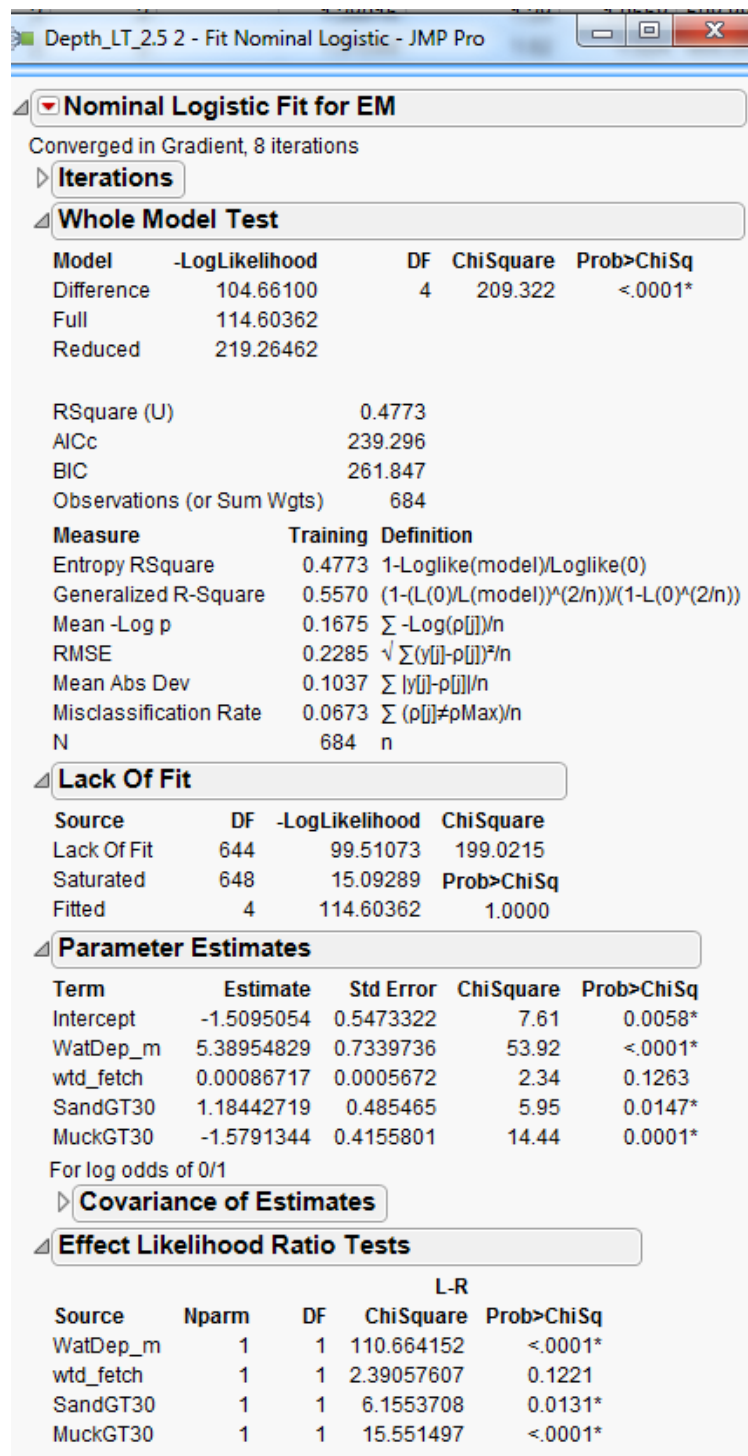 Depth_LT_2.5 2 - Fit Nominal Logistic - JMP Pro
Nominal Logistic Fit for EM
Converged in Gradient, 8 iterations
Iterations
Whole Model Test
Model -LogLikelihood DF ChiSquare Prob>ChiSq
Difference 104.66100 4 209.322 <.0001*
Full 114.60362
Reduced 219.26462
RSquare (U) 0.4773
AICc 239.296
BIC 261.847
Observations (or Sum Wgts) 684
Measure Training Definition
Entropy RSquare 0.4773 1-Loglike(model)/Loglike(0)
Generalized R-Square 0.5570 (1-(L(0)/L(model))^(2/n))/(1-L(0)^(2/n))
Mean -Log p 0.1675 ∑ -Log(ρ[j])/n
RMSE 0.2285 √ ∑(y[j]-ρ[j])²/n
Mean Abs Dev 0.1037 ∑ |y[j]-ρ[j]|/n
Misclassification Rate 0.0673 ∑ (ρ[j]≠ρMax)/n
N 684 n
Lack Of Fit
Source DF -LogLikelihood ChiSquare
Lack Of Fit 644 99.51073 199.0215
Saturated 648 15.09289 Prob>ChiSq
Fitted 4 114.60362 1.0000
Parameter Estimates
Term Estimate Std Error ChiSquare Prob>ChiSq
Intercept -1.5095054 0.5473322 7.61 0.0058*
WatDep_m 5.38954829 0.7339736 53.92 <.0001*
wtd_fetch 0.00086717 0.0005672 2.34 0.1263
SandGT30 1.18442719 0.485465 5.95 0.0147*
MuckGT30 -1.5791344 0.4155801 14.44 0.0001*
For log odds of 0/1
Covariance of Estimates
Effect Likelihood Ratio Tests
L-R
Source Nparm DF ChiSquare Prob>ChiSq
WatDep_m 1 1 110.664152 <.0001*
wtd_fetch 1 1 2.39057607 0.1221
SandGT30 1 1 6.1553708 0.0131*
MuckGT30 1 1 15.551497 <.0001*